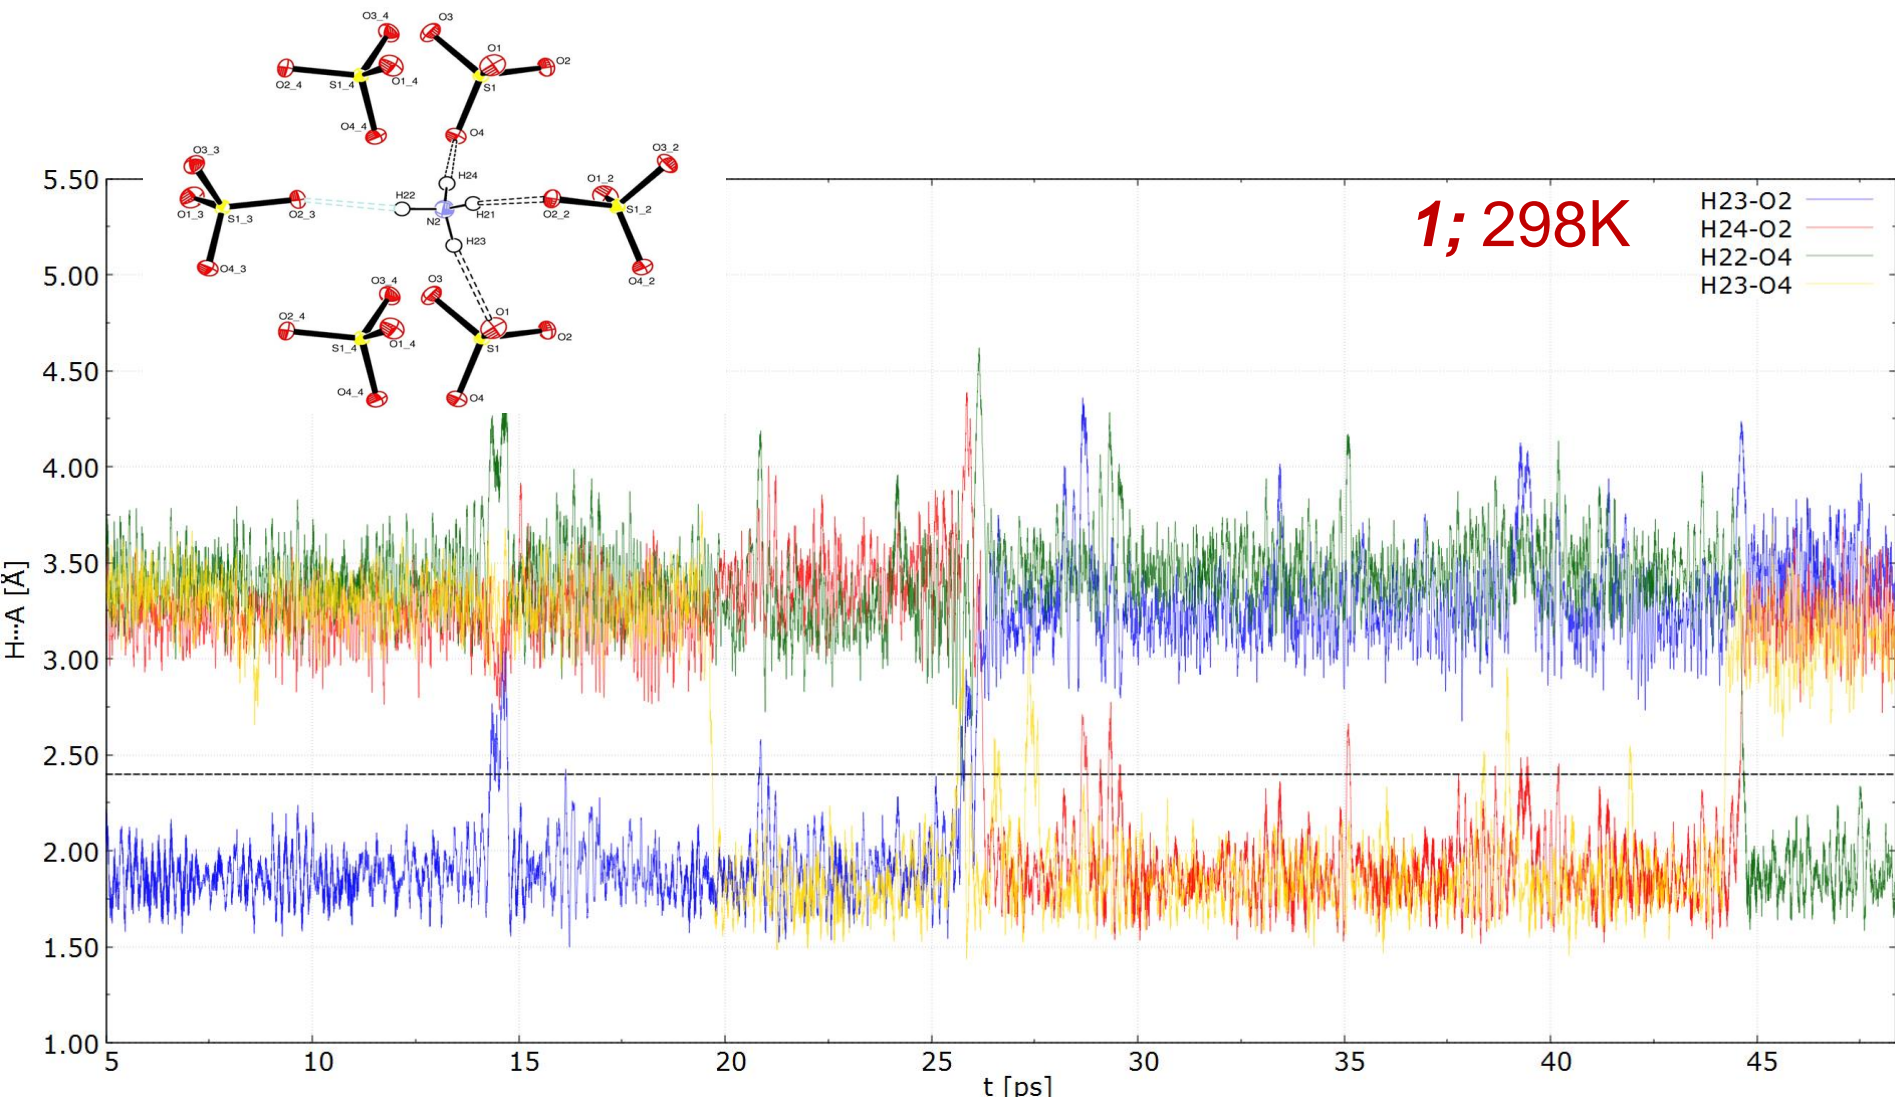 O3_4 O3
O1
O2_4 O1_4 O2
S1_4 S1
O4_4 O4
O3_3 O3_2
H24 O1_2
H22
O1_3 S1_3 O2_3 H21 O2_2 S1_2
N2
H23
O4_3 O4_2
O3_4 O3
O2_4 O1
O1_4 O2
S1_4 S1
O4_4 O4
1; 298K
H23-O2
H24-O2
H22-O4
H23-O4
H···A [Å]
5.50
5.00
4.50
4.00
3.50
3.00
2.50
2.00
1.50
1.00
5 10 15 20 25 30 35 40 45
t [ps]